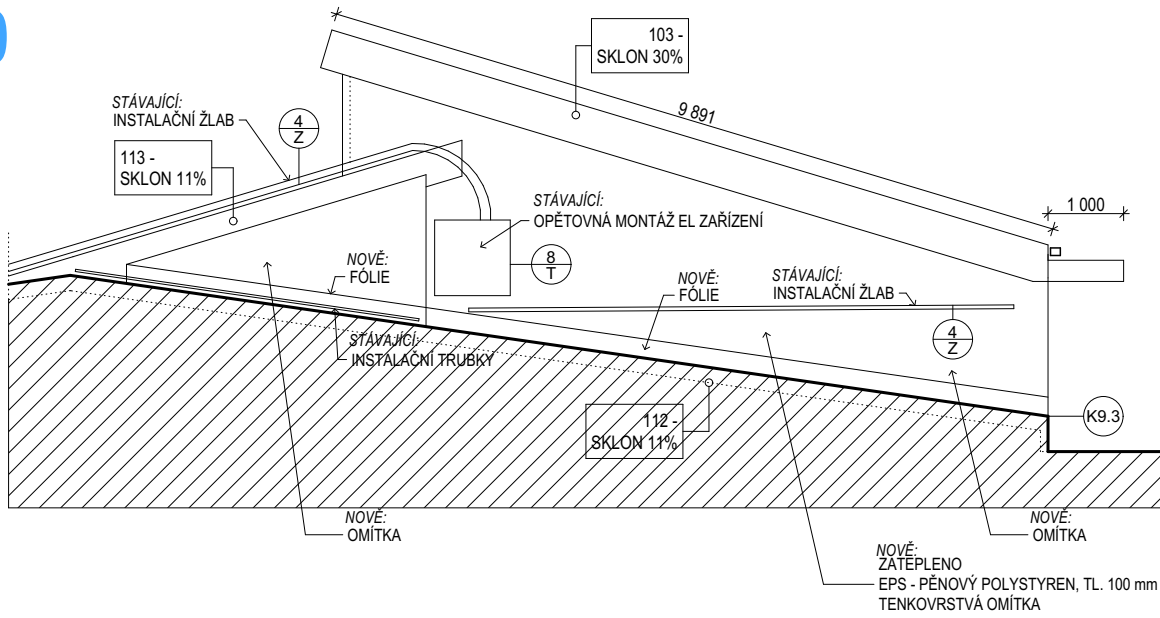 103 -
SKLON 30%
9 891
STÁVAJÍCÍ:
INSTALAČNÍ ŽLAB
4
Z
113 -
SKLON 11%
STÁVAJÍCÍ:
OPĚTOVNÁ MONTÁŽ EL ZAŘÍZENÍ
1 000
8
T
NOVĚ:
FÓLIE
NOVĚ:
FÓLIE
STÁVAJÍCÍ:
INSTALAČNÍ ŽLAB
4
Z
STÁVAJÍCÍ:
INSTALAČNÍ TRUBKY
112 -
SKLON 11%
K9.3
NOVĚ:
OMÍTKA
NOVĚ:
OMÍTKA
NOVĚ:
ZATEPLENO
EPS - PĚNOVÝ POLYSTYREN, TL. 100 mm
TENKOVRSTVÁ OMÍTKA